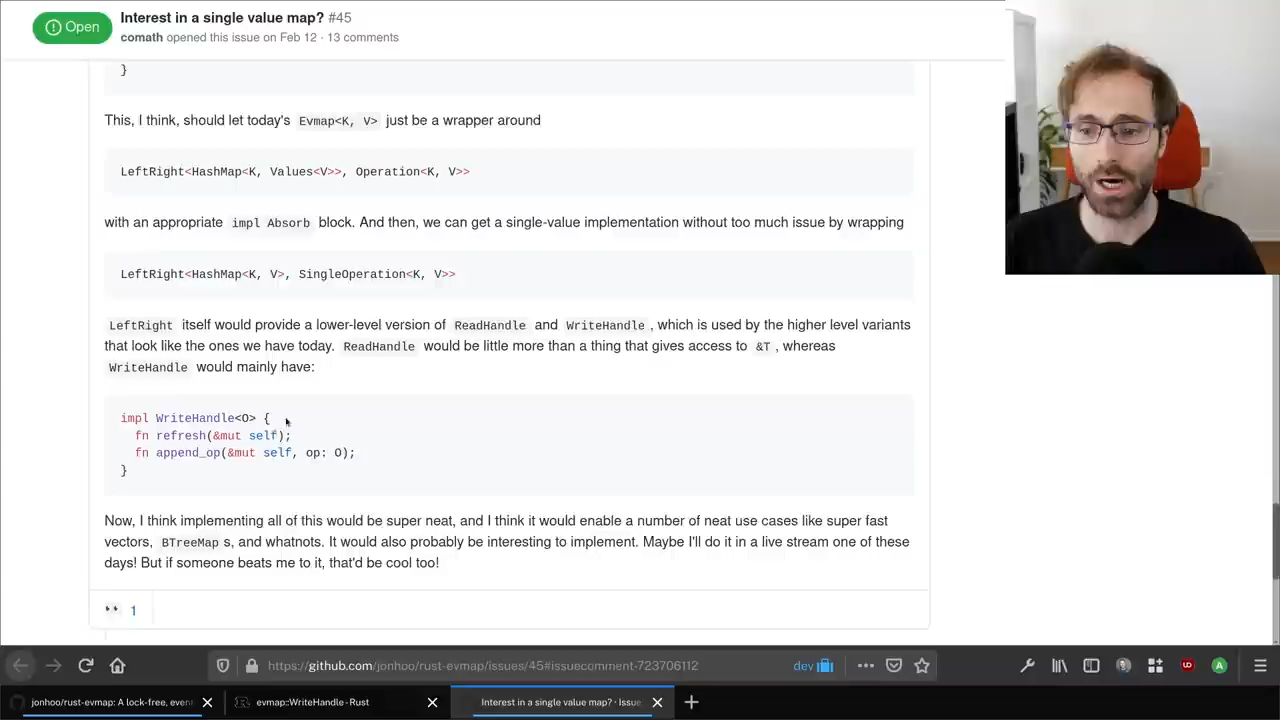 Open
Interest in a single value map? #45
comath opened this issue on Feb 12 · 13 comments
}
This, I think, should let today's Evmap<K, V> just be a wrapper around
LeftRight<HashMap<K, Values<V>>, Operation<K, V>>
with an appropriate impl Absorb block. And then, we can get a single-value implementation without too much issue by wrapping
LeftRight<HashMap<K, V>, SingleOperation<K, V>>
LeftRight itself would provide a lower-level version of ReadHandle and WriteHandle, which is used by the higher level variants
that look like the ones we have today. ReadHandle would be little more than a thing that gives access to &T, whereas
WriteHandle would mainly have:
impl WriteHandle<O> {
fn refresh(&mut self);
fn append_op(&mut self, op: O);
}
Now, I think implementing all of this would be super neat, and I think it would enable a number of neat use cases like super fast
vectors, BTreeMap s, and whatnots. It would also probably be interesting to implement. Maybe I'll do it in a live stream one of these
days! But if someone beats me to it, that'd be cool too!
1
https://github.com/jonhoo/rust-evmap/issues/45#issuecomment-723706112
dev
jonhoo/rust-evmap: A lock-free, even
evmap::WriteHandle - Rust
Interest in a single value map? · Issue